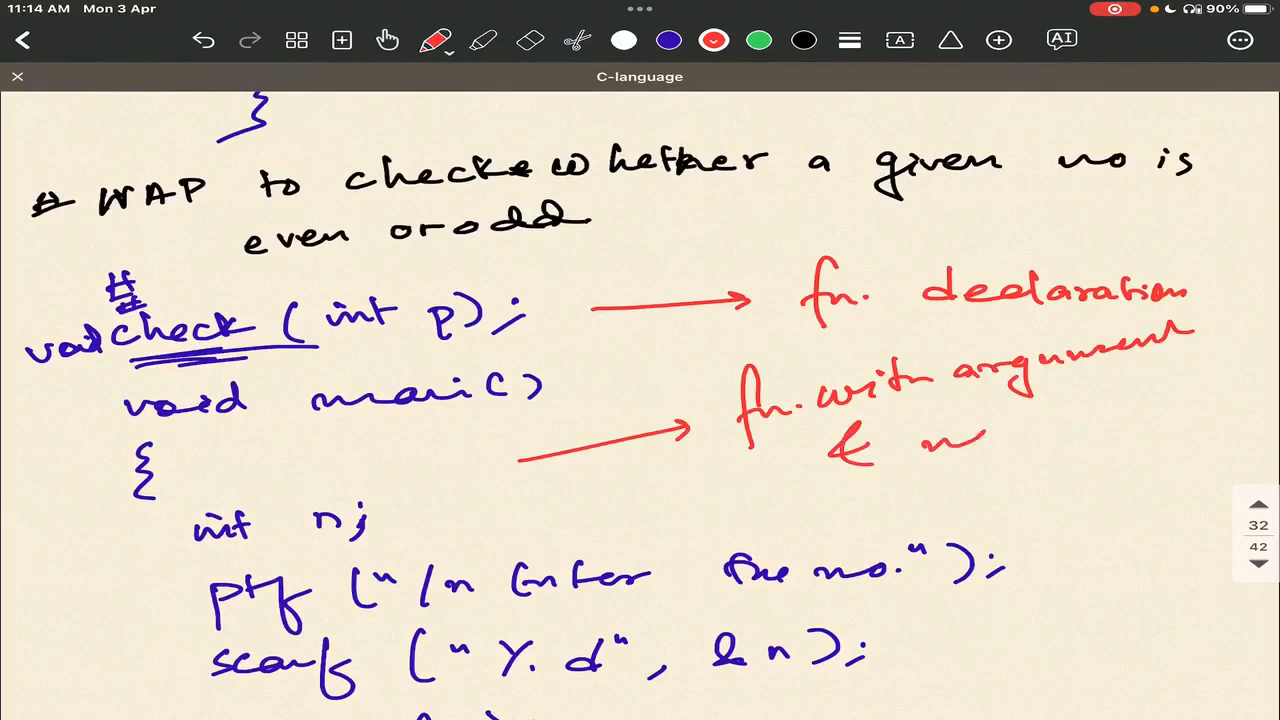 11:14 AM Mon 3 Apr
90%
A
AI
C-language
}
# WAP to check whether a given no is
even or odd
#
void check (int p); → fn. declaration
void main()
→ fn. with argument
& n
{
int n;
ptf ("/n Enter the no.");
scanf ("%d", &n);
32
42